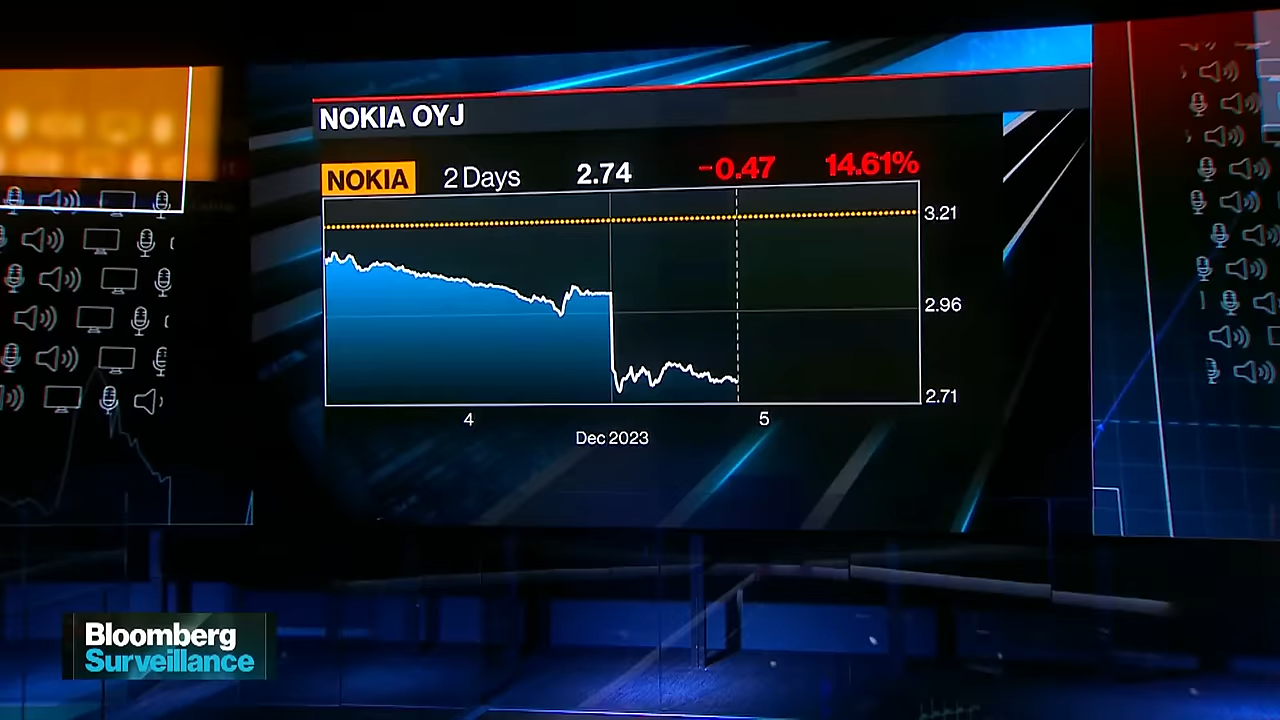 NOKIA OYJ
NOKIA 2 Days 2.74 -0.47 14.61%
3.21
2.96
2.71
4 5
Dec 2023
Bloomberg
Surveillance